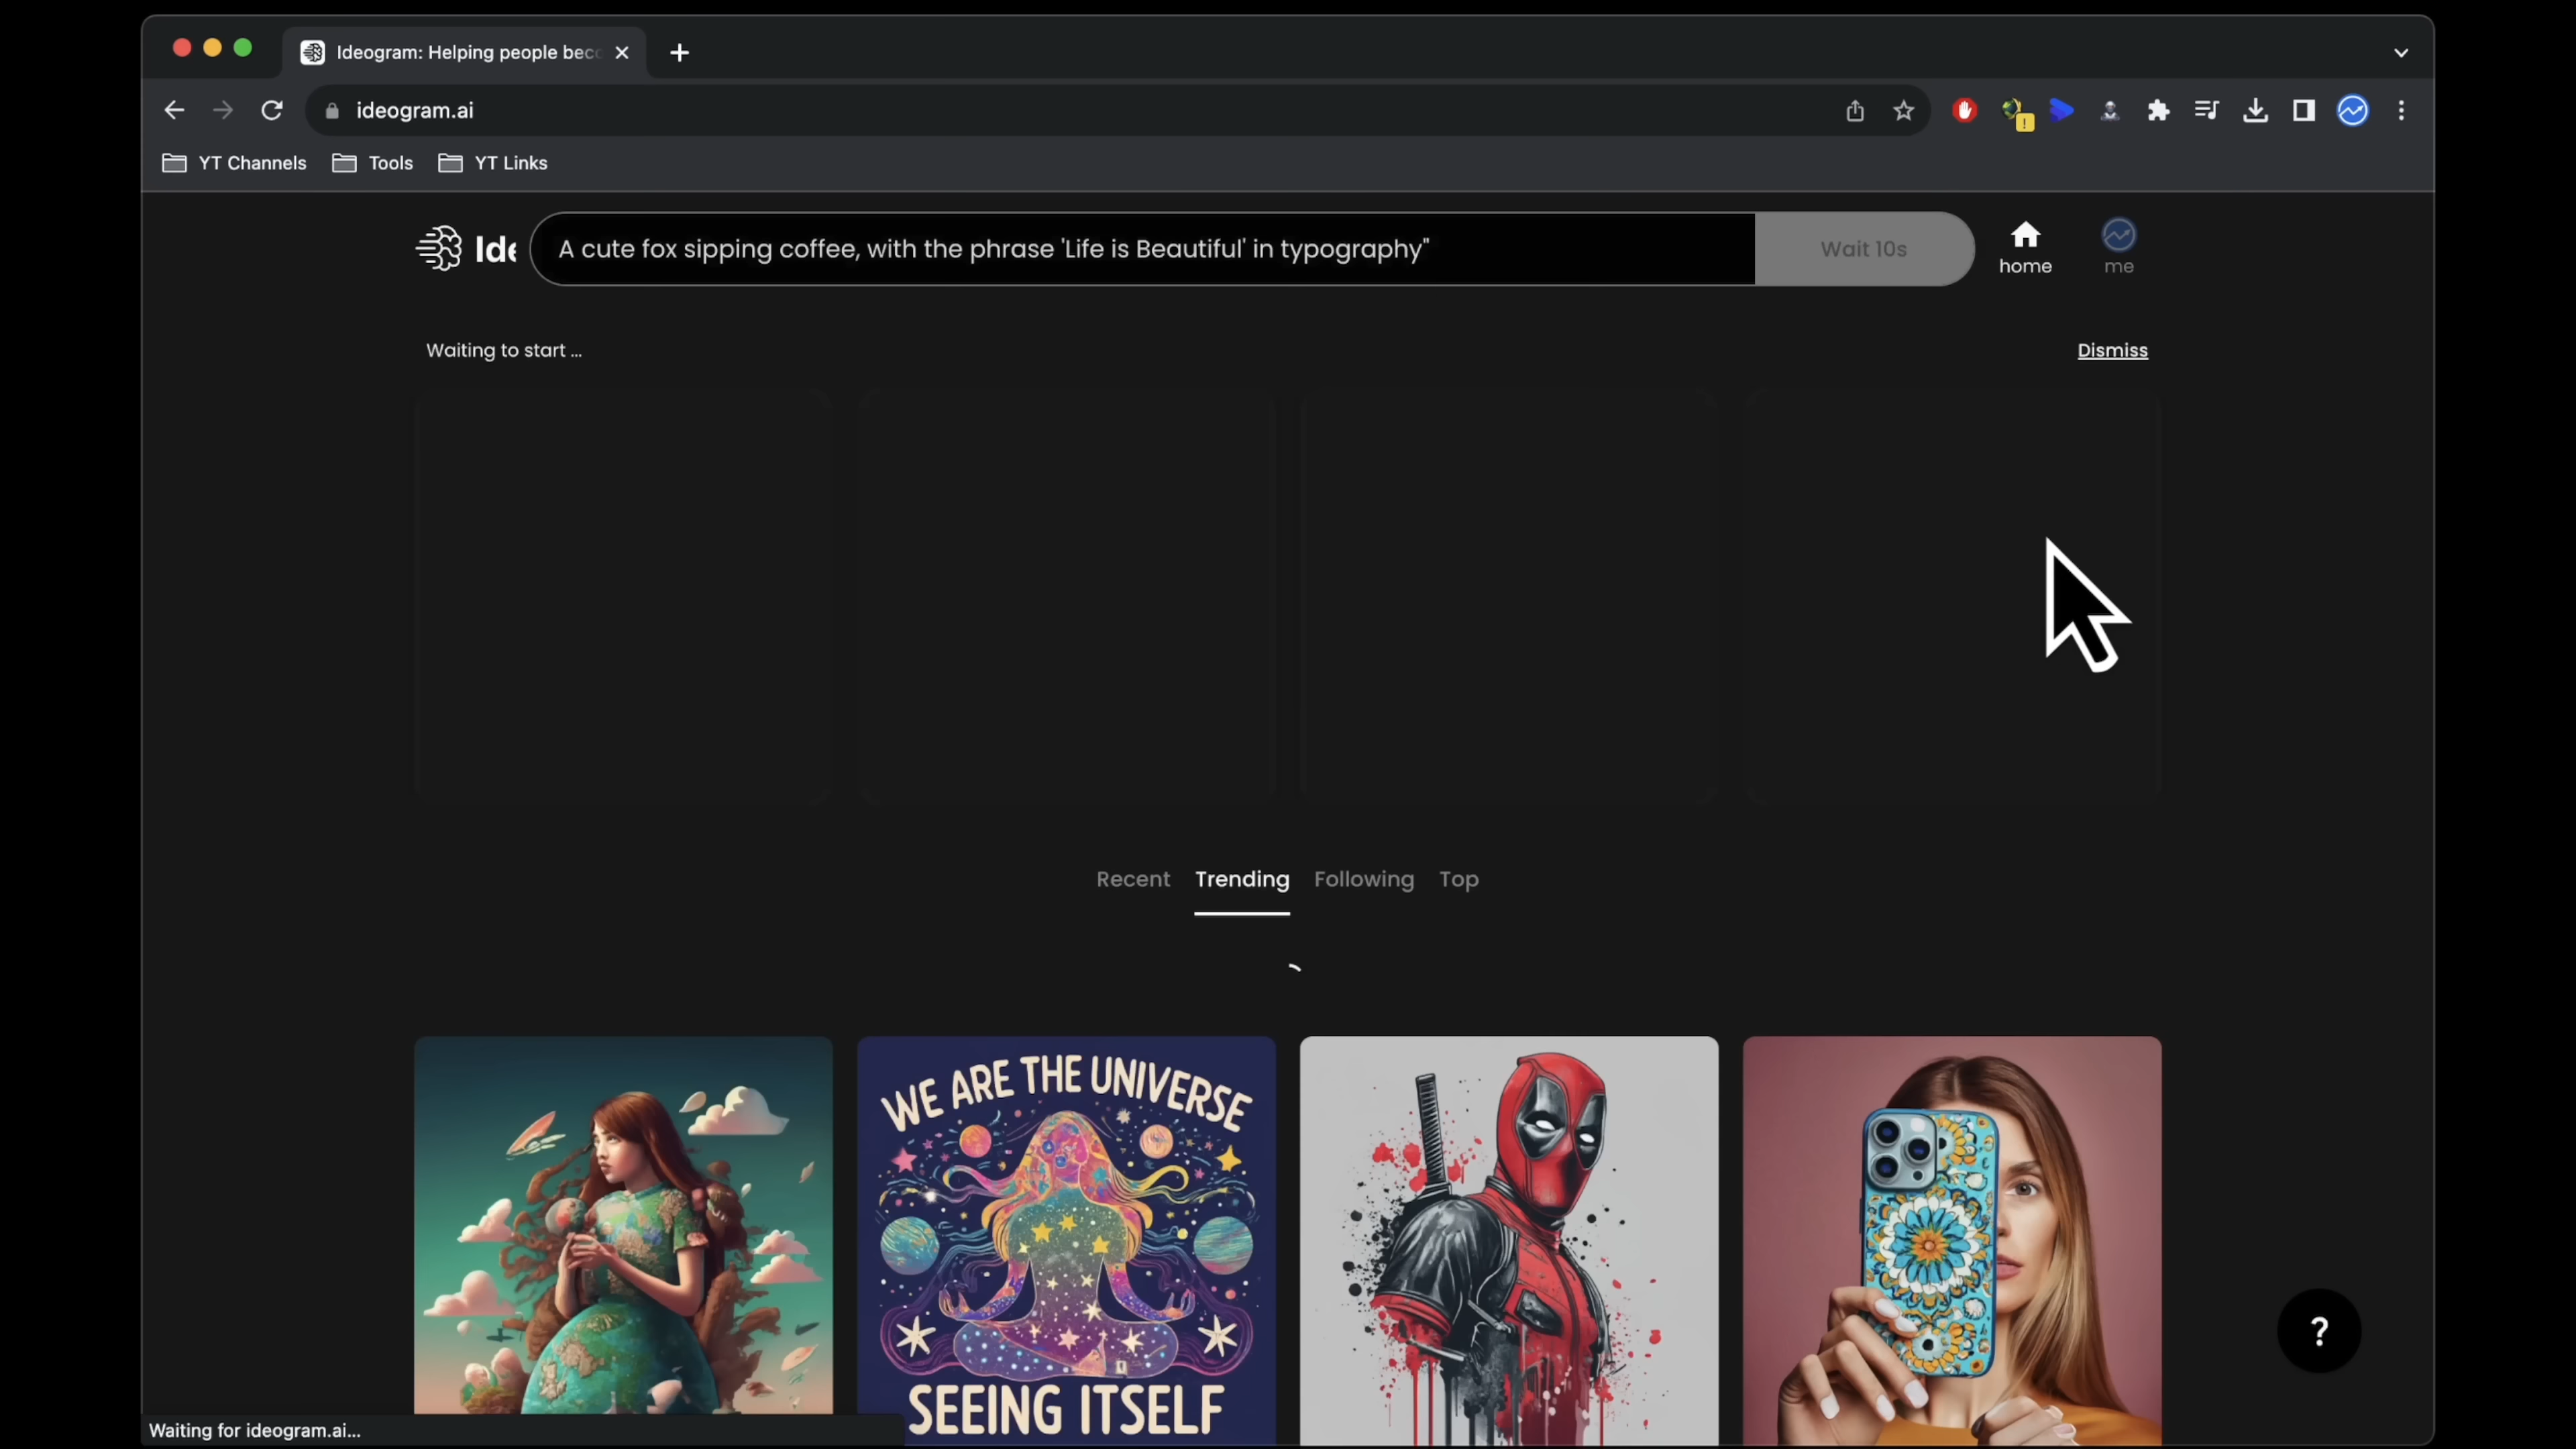 Ideogram: Helping people bec
ideogram.ai
YT Channels
Tools
YT Links
Ide
A cute fox sipping coffee, with the phrase 'Life is Beautiful' in typography"
Wait 10s
home
me
Waiting to start ...
Dismiss
Recent
Trending
Following
Top
WE ARE THE UNIVERSE
SEEING ITSELF
?
Waiting for ideogram.ai...